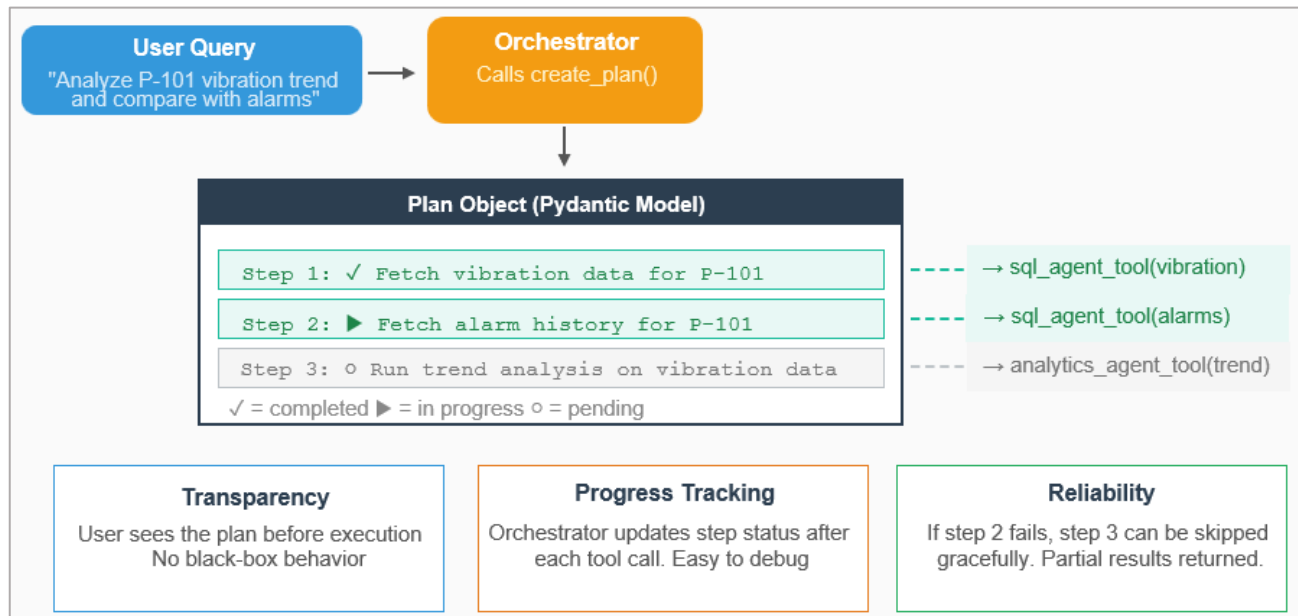 User Query
"Analyze P-101 vibration trend
and compare with alarms"
Orchestrator
Calls create_plan()
Plan Object (Pydantic Model)
Step 1: ✓ Fetch vibration data for P-101
→ sql_agent_tool(vibration)
Step 2: ▶ Fetch alarm history for P-101
→ sql_agent_tool(alarms)
Step 3: ○ Run trend analysis on vibration data
→ analytics_agent_tool(trend)
✓ = completed ▶ = in progress ○ = pending
Transparency
User sees the plan before execution
No black-box behavior
Progress Tracking
Orchestrator updates step status after
each tool call. Easy to debug
Reliability
If step 2 fails, step 3 can be skipped
gracefully. Partial results returned.